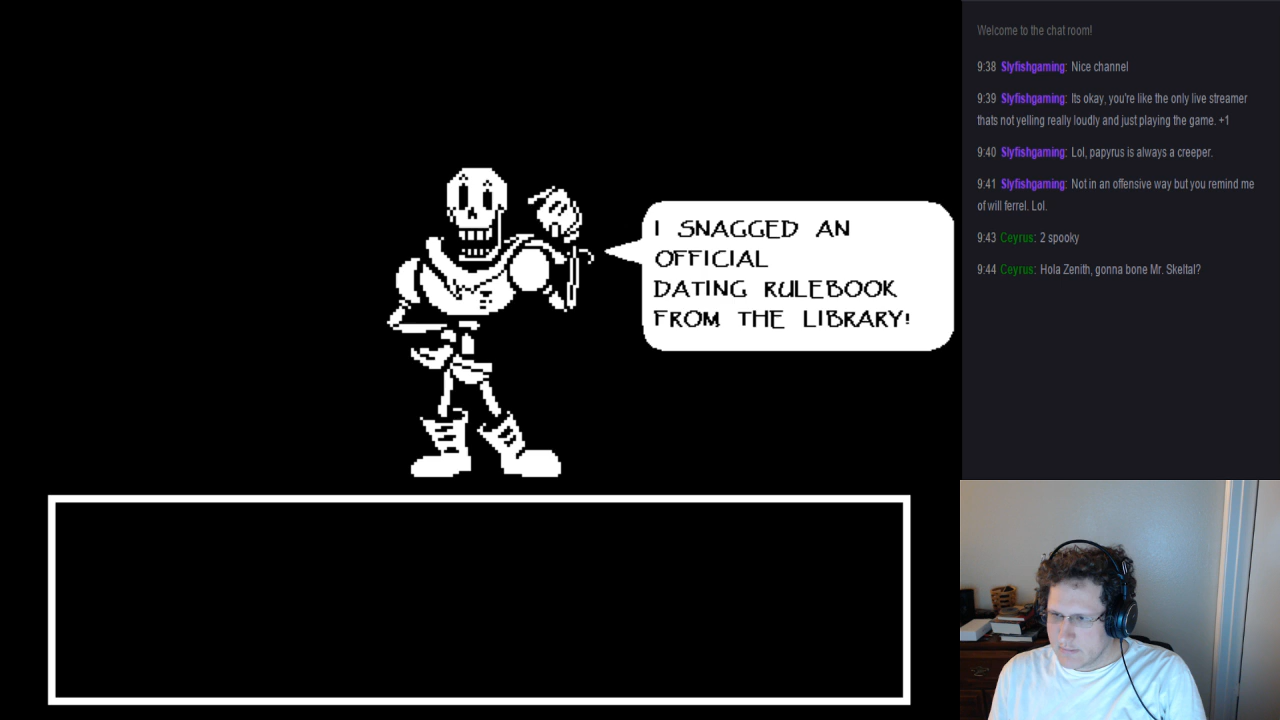 I SNAGGED AN
OFFICIAL
DATING RULEBOOK
FROM THE LIBRARY!
Welcome to the chat room!
9:38 Slyfishgaming: Nice channel
9:39 Slyfishgaming: Its okay, you're like the only live streamer
thats not yelling really loudly and just playing the game. +1
9:40 Slyfishgaming: Lol, papyrus is always a creeper.
9:41 Slyfishgaming: Not in an offensive way but you remind me
of will ferrel. Lol.
9:43 Ceyrus: 2 spooky
9:44 Ceyrus: Hola Zenith, gonna bone Mr. Skeltal?